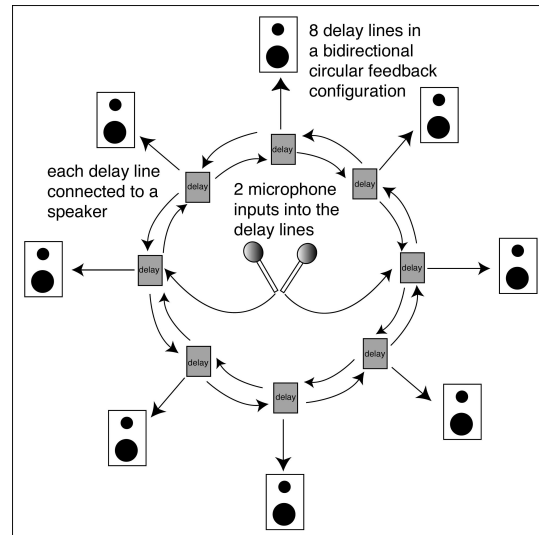 8 delay lines in
a bidirectional
circular feedback
configuration
delay
delay
delay
each delay line
connected to a
speaker
2 microphone
inputs into the
delay lines
delay
delay
delay
delay
delay